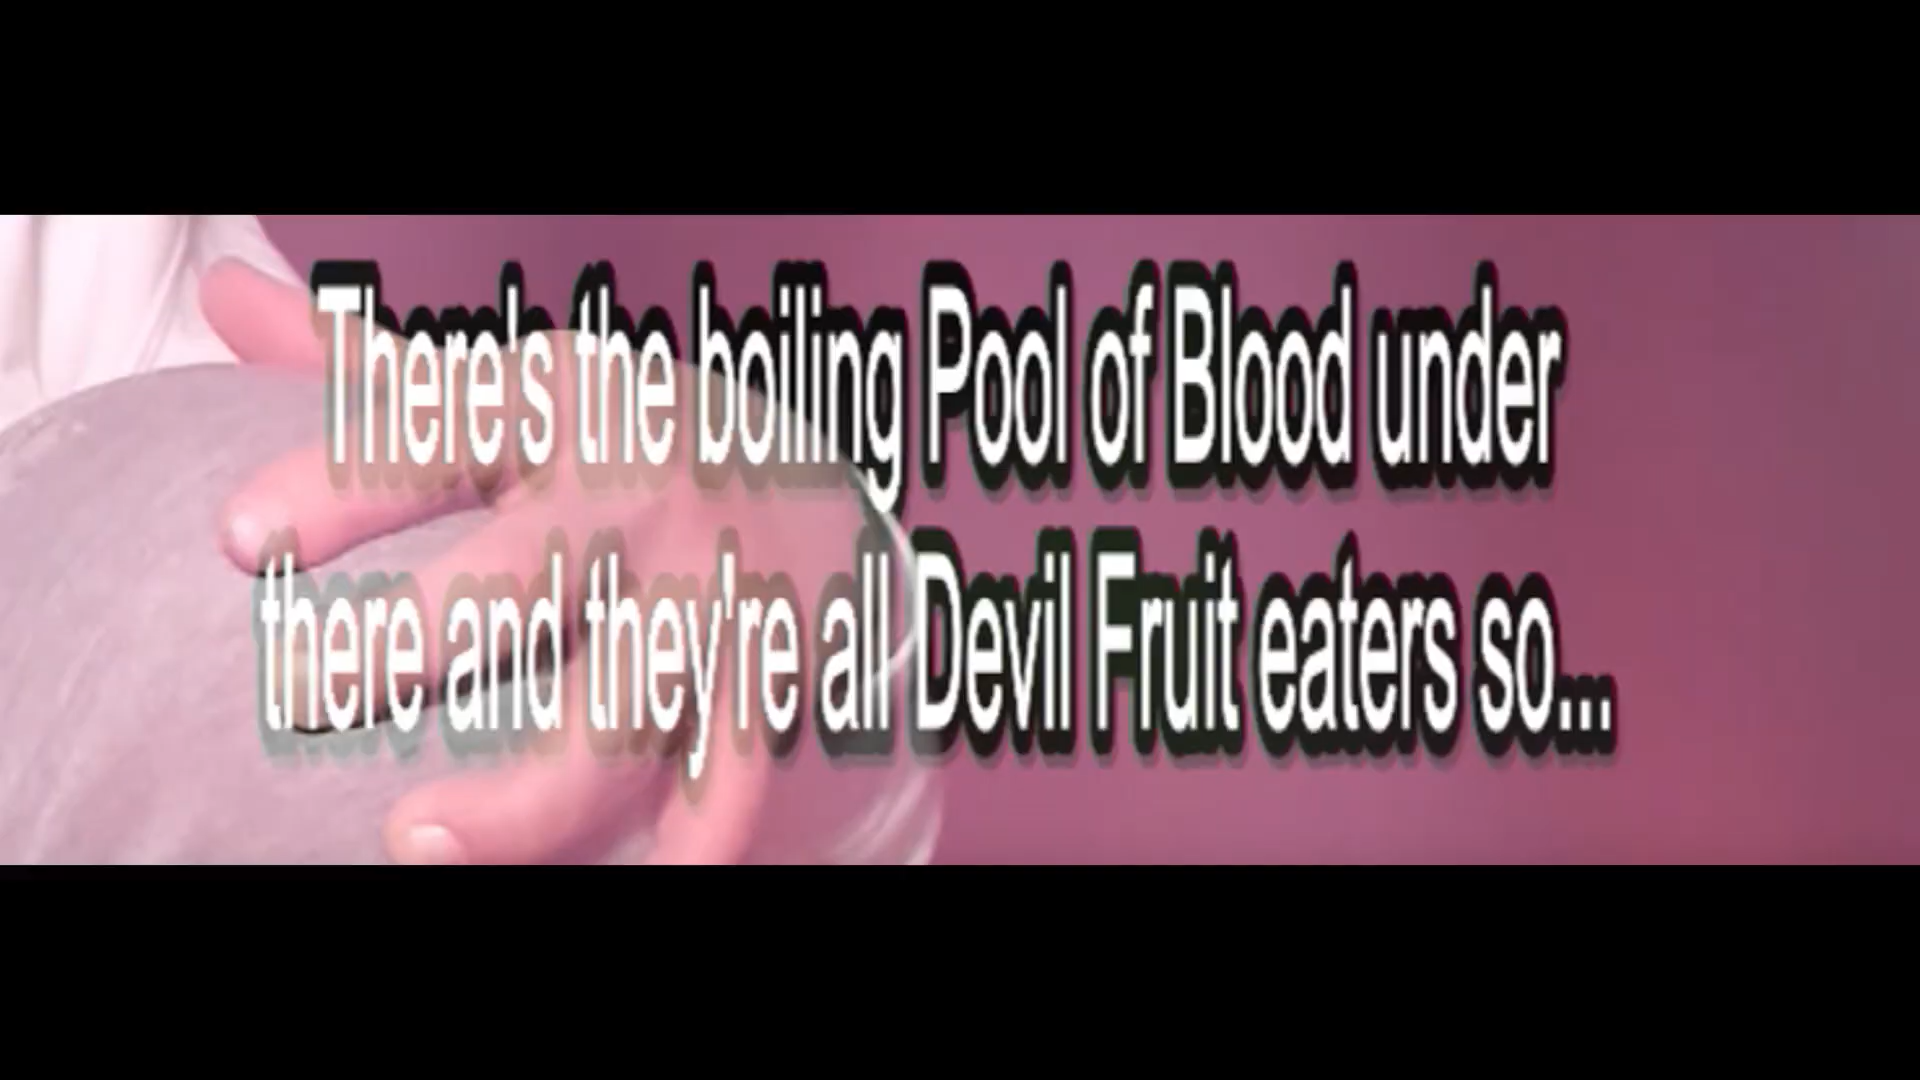 There's the boiling Pool of Blood under
there and they're all Devil Fruit eaters so...